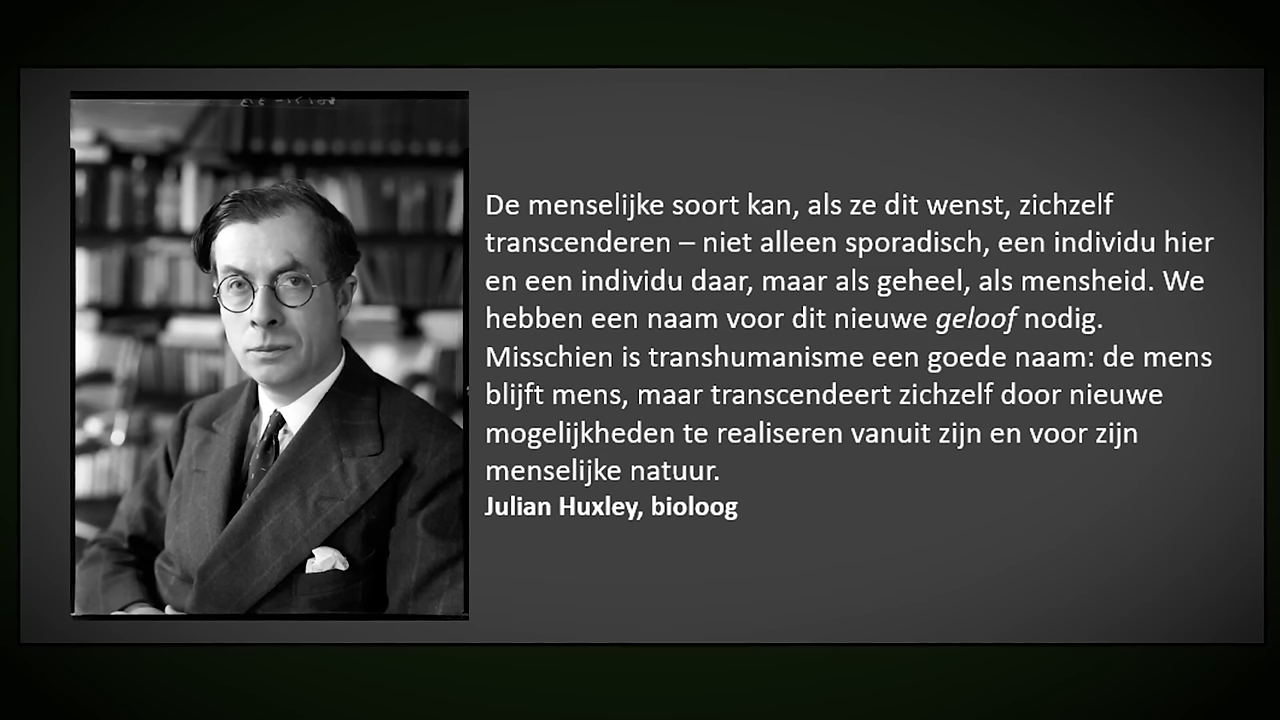 De menselijke soort kan, als ze dit wenst, zichzelf
transcenderen – niet alleen sporadisch, een individu hier
en een individu daar, maar als geheel, als mensheid. We
hebben een naam voor dit nieuwe geloof nodig.
Misschien is transhumanisme een goede naam: de mens
blijft mens, maar transcendeert zichzelf door nieuwe
mogelijkheden te realiseren vanuit zijn en voor zijn
menselijke natuur.
Julian Huxley, bioloog